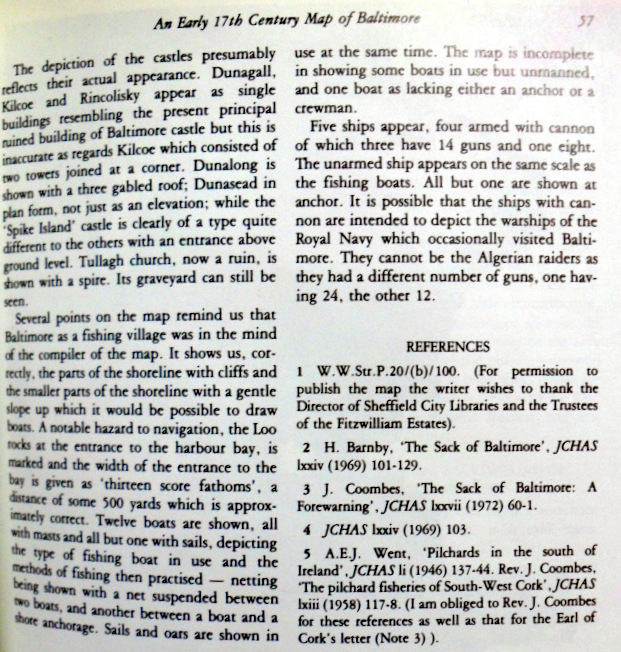 An Early 17th Century Map of Baltimore 57
The depiction of the castles presumably
reflects their actual appearance. Dunagall,
Kilcoe and Rincolisky appear as single
buildings resembling the present principal
ruined building of Baltimore castle but this is
inaccurate as regards Kilcoe which consisted of
two towers joined at a corner. Dunalong is
shown with a three gabled roof; Dunasead in
plan form, not just as an elevation; while the
'Spike Island' castle is clearly of a type quite
different to the others with an entrance above
ground level. Tullagh church, now a ruin, is
shown with a spire. Its graveyard can still be
seen.
Several points on the map remind us that
Baltimore as a fishing village was in the mind
of the compiler of the map. It shows us, cor-
rectly, the parts of the shoreline with cliffs and
the smaller parts of the shoreline with a gentle
slope up which it would be possible to draw
boats. A notable hazard to navigation, the Loo
rocks at the entrance to the harbour bay, is
marked and the width of the entrance to the
bay is given as 'thirteen score fathoms', a
distance of some 500 yards which is approx-
imately correct. Twelve boats are shown, all
with masts and all but one with sails, depicting
the type of fishing boat in use and the
methods of fishing then practised — netting
being shown with a net suspended between
two boats, and another between a boat and a
shore anchorage. Sails and oars are shown in
use at the same time. The map is incomplete
in showing some boats in use but unmanned,
and one boat as lacking either an anchor or a
crewman.
Five ships appear, four armed with cannon
of which three have 14 guns and one eight.
The unarmed ship appears on the same scale as
the fishing boats. All but one are shown at
anchor. It is possible that the ships with can-
non are intended to depict the warships of the
Royal Navy which occasionally visited Balti-
more. They cannot be the Algerian raiders as
they had a different number of guns, one hav-
ing 24, the other 12.
REFERENCES
1 W.W.Str.P.20/(b)/100. (For permission to
publish the map the writer wishes to thank the
Director of Sheffield City Libraries and the Trustees
of the Fitzwilliam Estates).
2 H. Barnby, 'The Sack of Baltimore', JCHAS
lxxiv (1969) 101-129.
3 J. Coombes, 'The Sack of Baltimore: A
Forewarning', JCHAS lxxvii (1972) 60-1.
4 JCHAS lxxiv (1969) 103.
5 A.E.J. Went, 'Pilchards in the south of
Ireland', JCHAS li (1946) 137-44. Rev. J. Coombes,
'The pilchard fisheries of South-West Cork', JCHAS
lxiii (1958) 117-8. (I am obliged to Rev. J. Coombes
for these references as well as that for the Earl of
Cork's letter (Note 3) ).